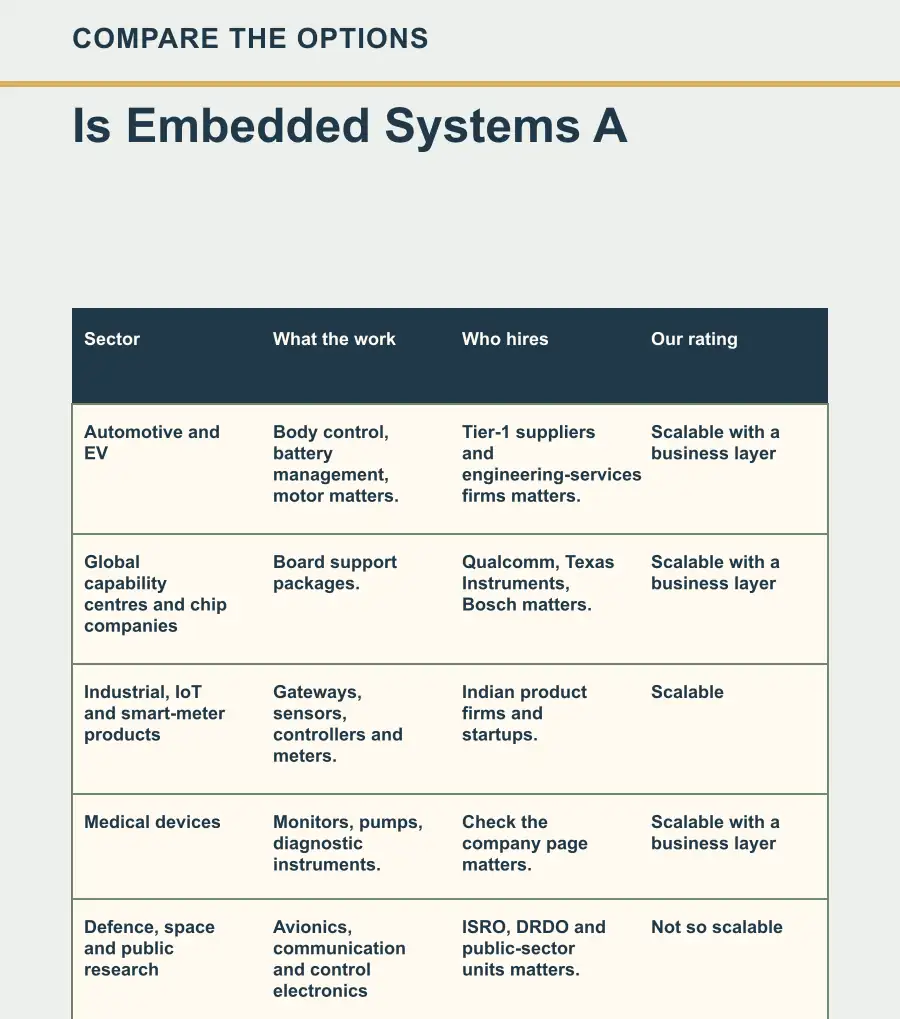 COMPARE THE OPTIONS
Is Embedded Systems A
Sector
What the work
Who hires
Our rating
Automotive and
EV
Body control,
battery
management,
motor matters.
Tier-1 suppliers
and
engineering-services
firms matters.
Scalable with a
business layer
Global
capability
centres and chip
companies
Board support
packages.
Qualcomm, Texas
Instruments,
Bosch matters.
Scalable with a
business layer
Industrial, IoT
and smart-meter
products
Gateways,
sensors,
controllers and
meters.
Indian product
firms and
startups.
Scalable
Medical devices
Monitors, pumps,
diagnostic
instruments.
Check the
company page
matters.
Scalable with a
business layer
Defence, space
and public
research
Avionics,
communication
and control
electronics
ISRO, DRDO and
public-sector
units matters.
Not so scalable